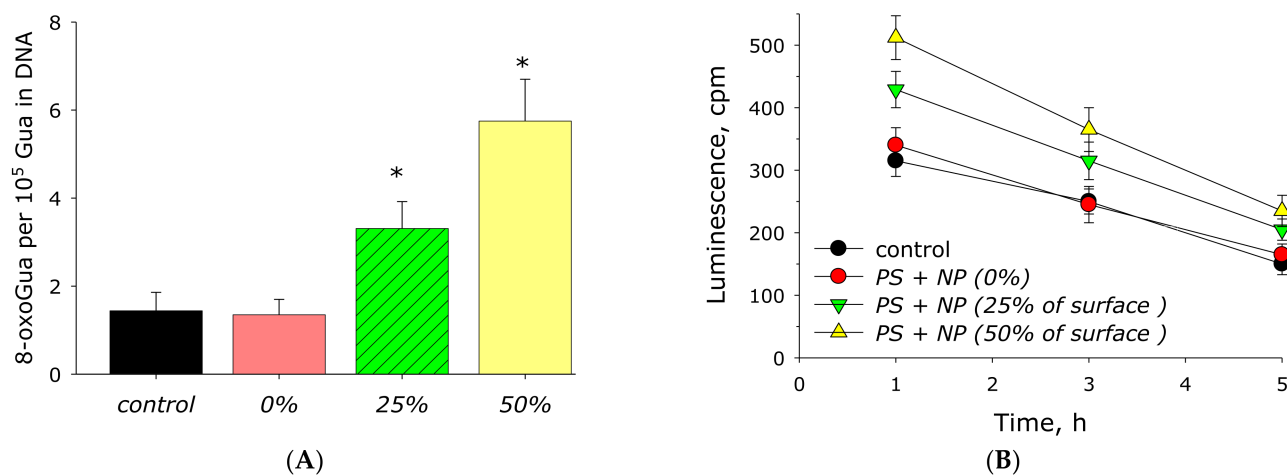 8-oxoGua per 10⁵ Gua in DNA
8
6
4
2
0
*
*
control
0%
25%
50%
(A)
Luminescence, cpm
500
400
300
200
100
0
control
PS + NP (0%)
PS + NP (25% of surface )
PS + NP (50% of surface )
0
1
2
3
4
5
Time, h
(B)